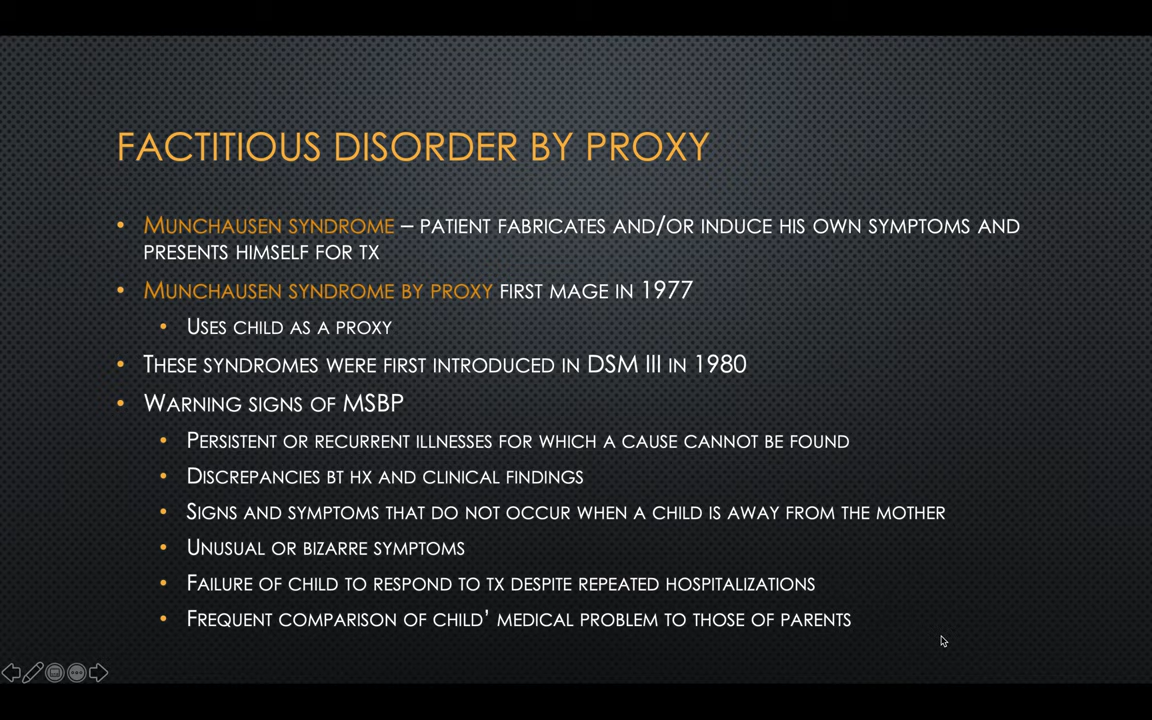 FACTITIOUS DISORDER BY PROXY
• MUNCHAUSEN SYNDROME – PATIENT FABRICATES AND/OR INDUCE HIS OWN SYMPTOMS AND
PRESENTS HIMSELF FOR TX
• MUNCHAUSEN SYNDROME BY PROXY FIRST MAGE IN 1977
• USES CHILD AS A PROXY
• THESE SYNDROMES WERE FIRST INTRODUCED IN DSM III IN 1980
• WARNING SIGNS OF MSBP
• PERSISTENT OR RECURRENT ILLNESSES FOR WHICH A CAUSE CANNOT BE FOUND
• DISCREPANCIES BT HX AND CLINICAL FINDINGS
• SIGNS AND SYMPTOMS THAT DO NOT OCCUR WHEN A CHILD IS AWAY FROM THE MOTHER
• UNUSUAL OR BIZARRE SYMPTOMS
• FAILURE OF CHILD TO RESPOND TO TX DESPITE REPEATED HOSPITALIZATIONS
• FREQUENT COMPARISON OF CHILD’ MEDICAL PROBLEM TO THOSE OF PARENTS